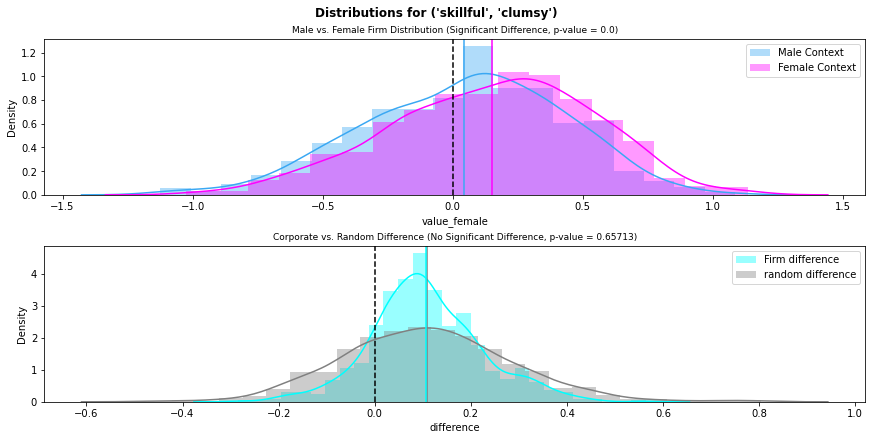 Distributions for ('skillful', 'clumsy')
Male vs. Female Firm Distribution (Significant Difference, p-value = 0.0)
Density
1.2
1.0
0.8
0.6
0.4
0.2
0.0
Male Context
Female Context
−1.5 −1.0 −0.5 0.0 0.5 1.0 1.5
value_female
Corporate vs. Random Difference (No Significant Difference, p-value = 0.65713)
Density
4
3
2
1
0
Firm difference
random difference
−0.6 −0.4 −0.2 0.0 0.2 0.4 0.6 0.8 1.0
difference